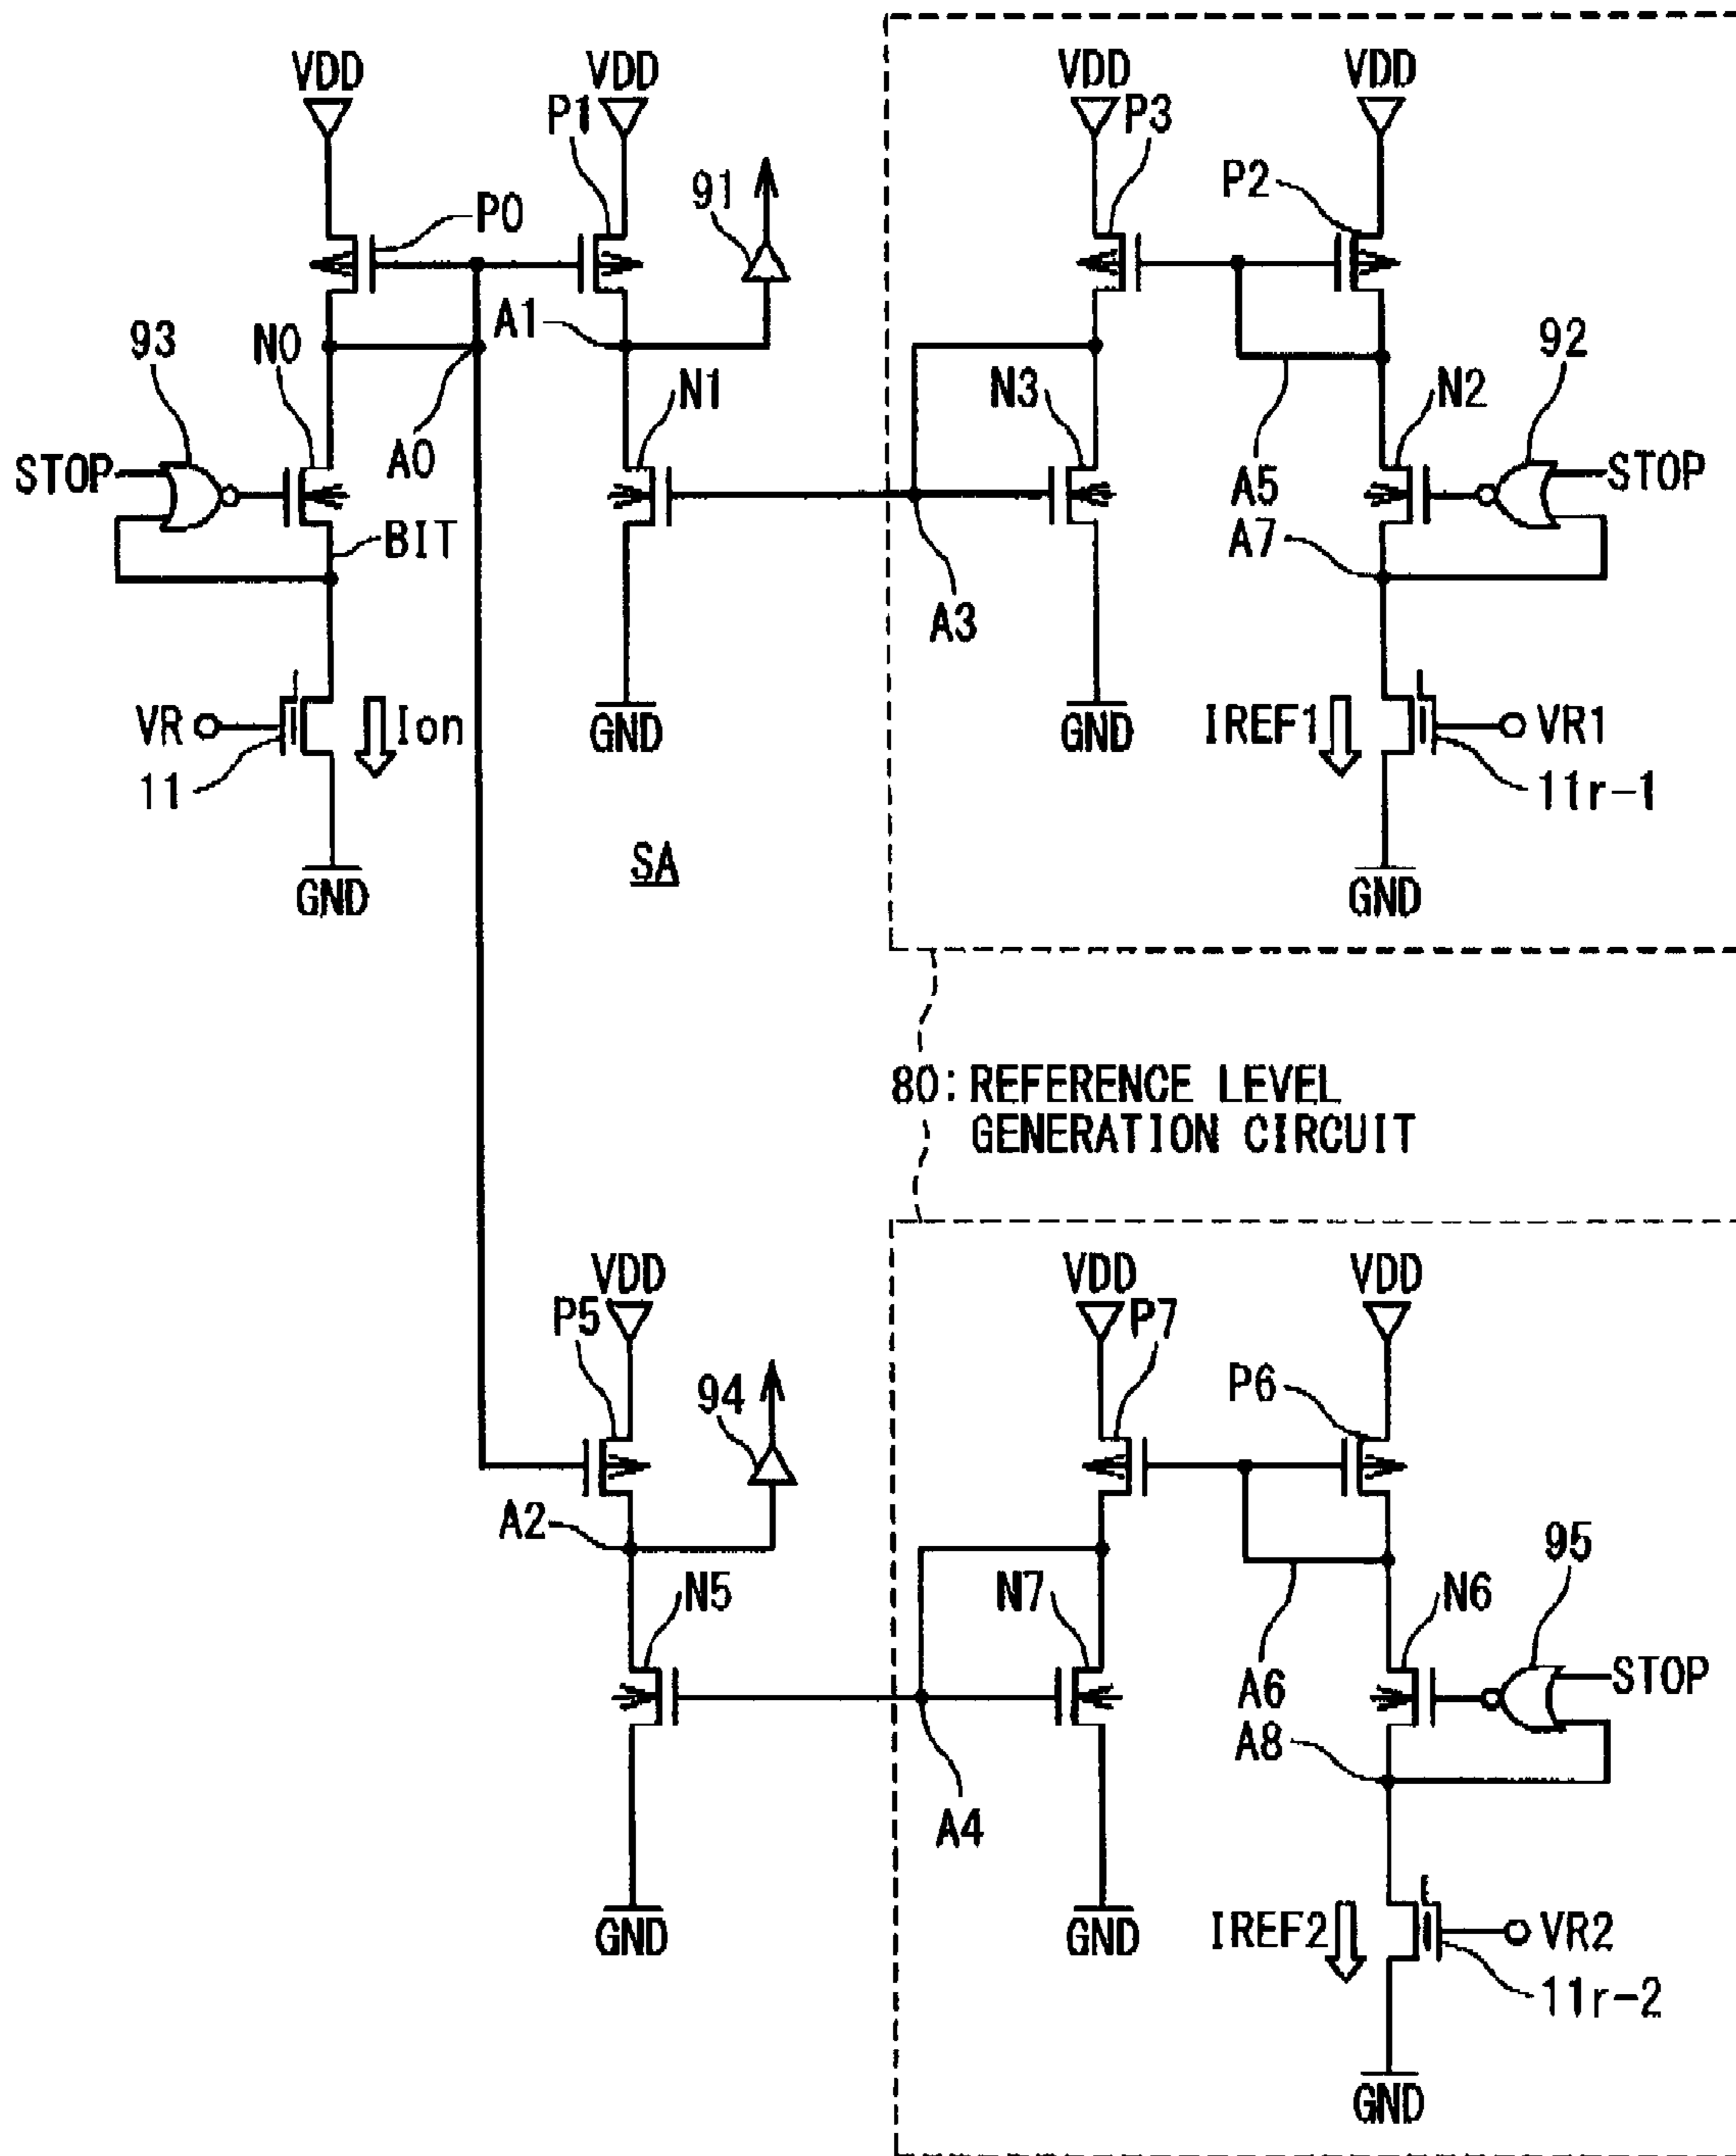 VDD VDD VDD VDD
P1 P3
91 P2
P0
A1
93 N0 92
N1 N3 N2
STOP A0 A5 STOP
BIT A7
A3
VR Ion GND GND IREF1 VR1
11 11r-1
SA
GND GND
80: REFERENCE LEVEL
GENERATION CIRCUIT
VDD VDD VDD
P5 P7
94 P6
A2 95
N5 N7 N6
A6 STOP
A8
A4
GND GND IREF2 VR2
11r-2
GND